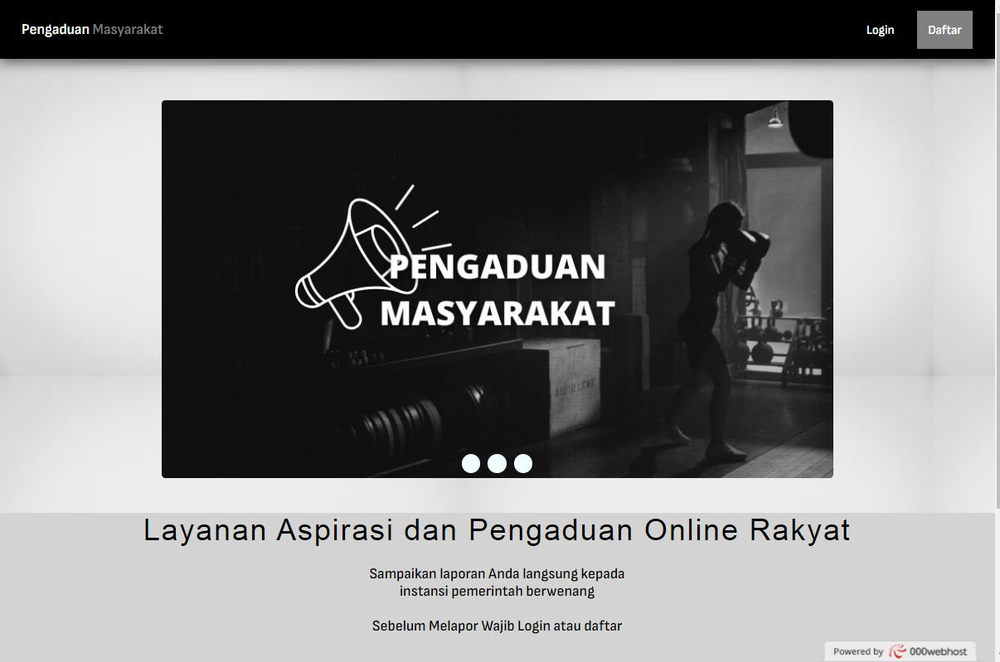 Pengaduan Masyarakat
Login
Daftar
PENGADUAN
MASYARAKAT
Layanan Aspirasi dan Pengaduan Online Rakyat
Sampaikan laporan Anda langsung kepada
instansi pemerintah berwenang
Sebelum Melapor Wajib Login atau daftar
Powered by 000webhost